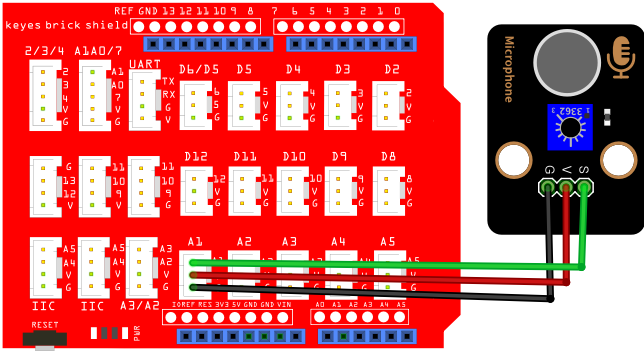 REF GND 13 12 11 10 9 8 7 6 5 4 3 2 1 0
keyes brick shield
2/3/4 A1A0/7 UART D6/D5 D5 D4 D3 D2
2 3 4 V G
A1 A0 7 V G
TX RX G V
6 5 G
5 V G
4 V G
3 V G
2 V G
D12 D11 D10 D9 D8
G 13 12 V
11 10 9 G
11 10 9 G
12 V G
11 V G
10 V G
9 V G
8 V G
A1 A2 A3 A4 A5
A5 A4 V G
A5 A4 V G
A3 A2 V G
IIC IIC A3/A2
IOREF RES 3V3 5V GND GND VIN A0 A1 A2 A3 A4 A5
RESET
PWR
Microphone
3362
G V S